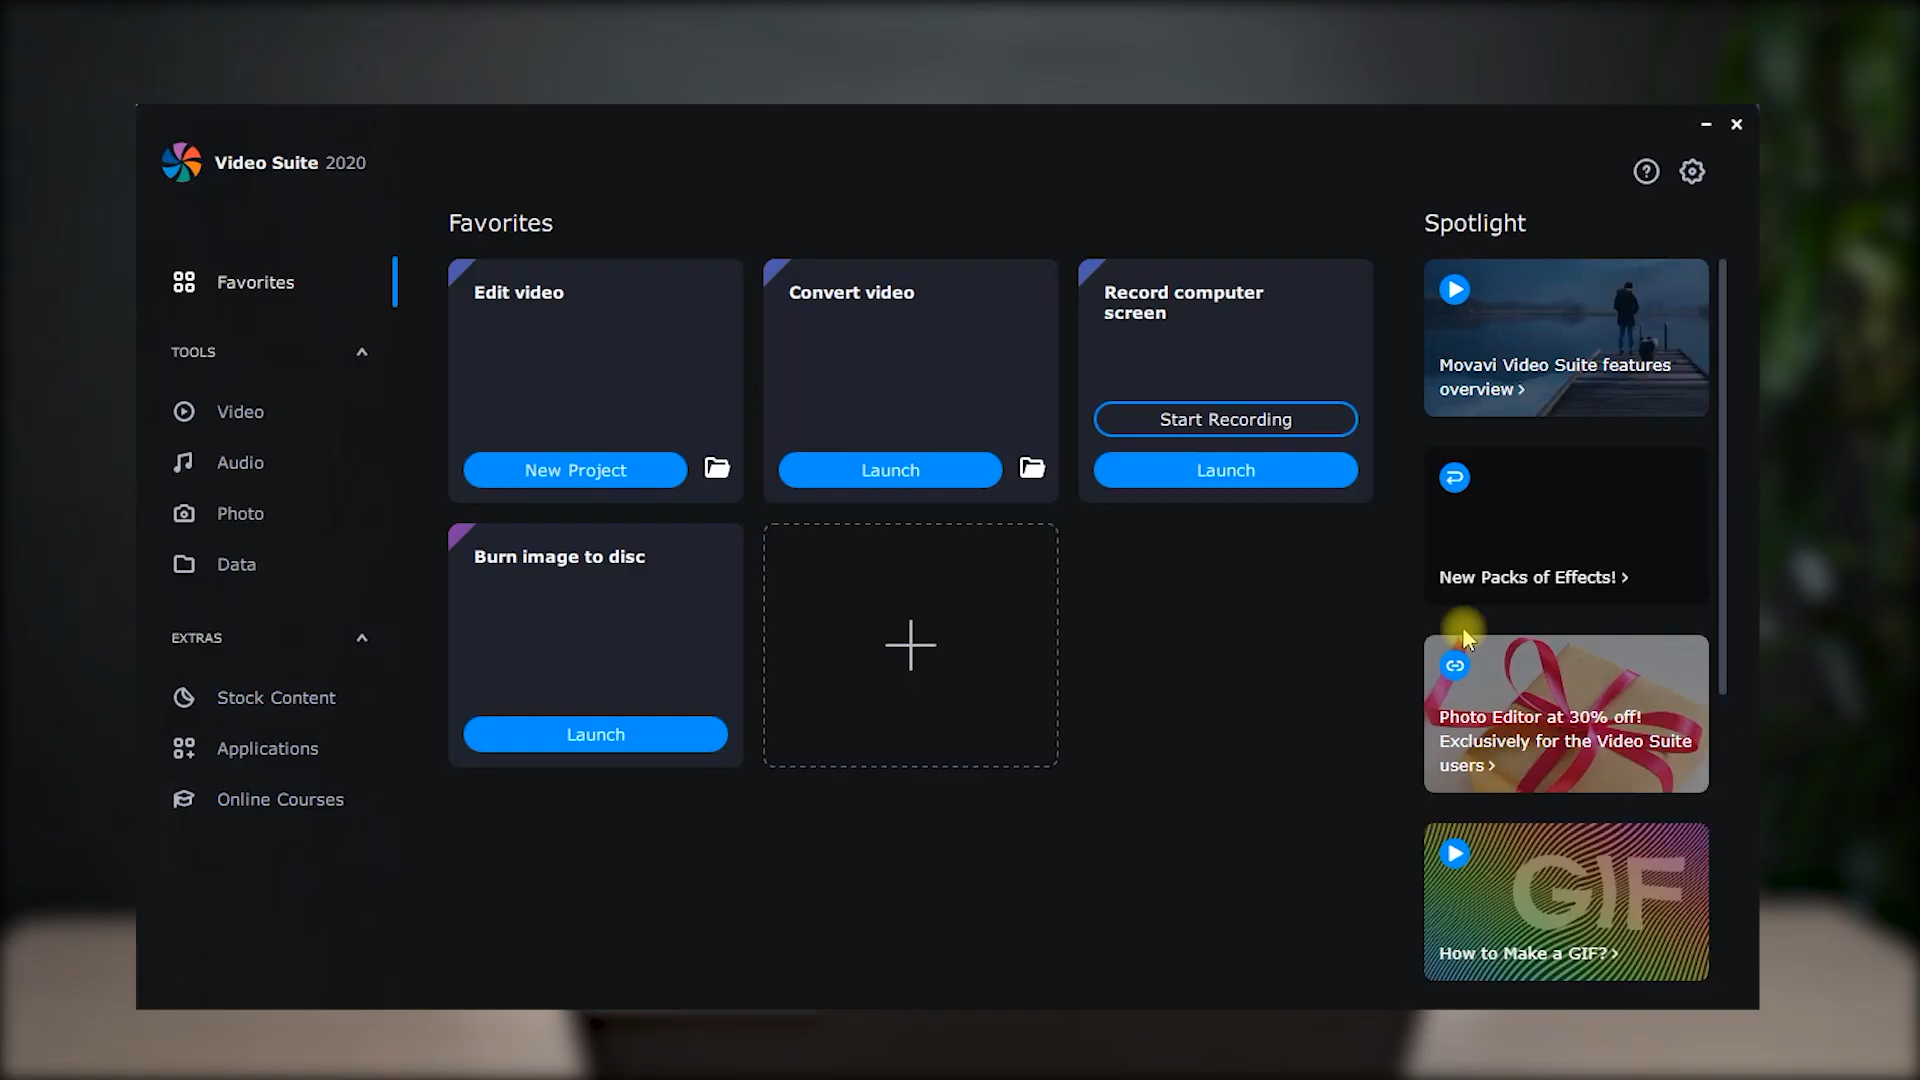 Video Suite 2020
Favorites
TOOLS
Video
Audio
Photo
Data
EXTRAS
Stock Content
Applications
Online Courses
Favorites
Edit video
New Project
Convert video
Launch
Record computer
screen
Start Recording
Launch
Burn image to disc
Launch
Spotlight
Movavi Video Suite features
overview ›
New Packs of Effects! ›
Photo Editor at 30% off!
Exclusively for the Video Suite
users ›
GIF
How to Make a GIF? ›